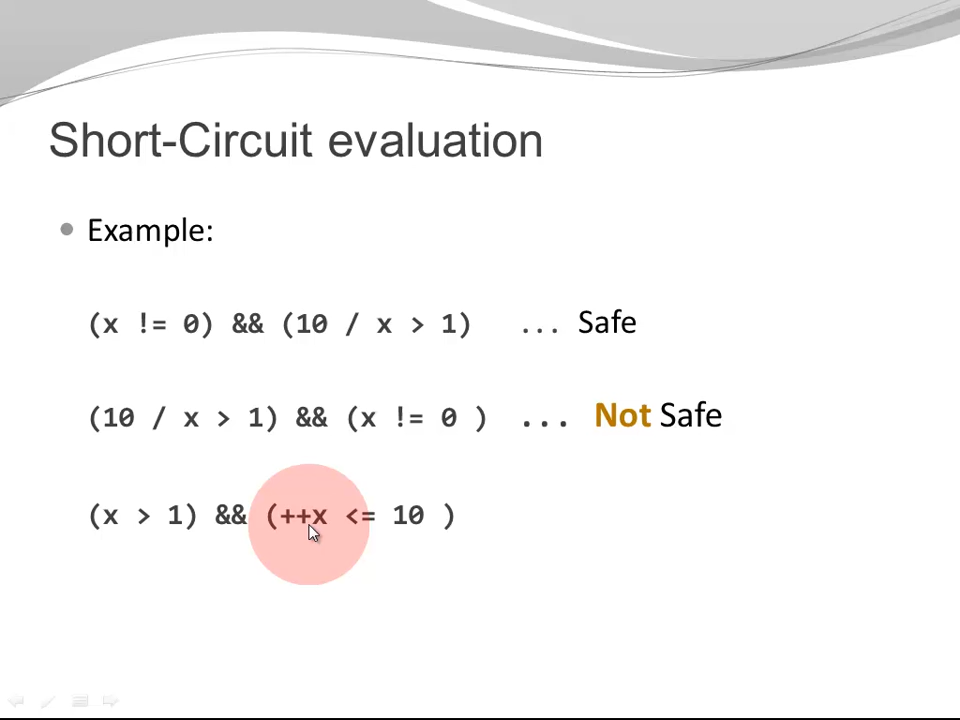 Short-Circuit evaluation
Example:
(x != 0) && (10 / x > 1) ... Safe
(10 / x > 1) && (x != 0 ) ... Not Safe
(x > 1) && (++x <= 10 )